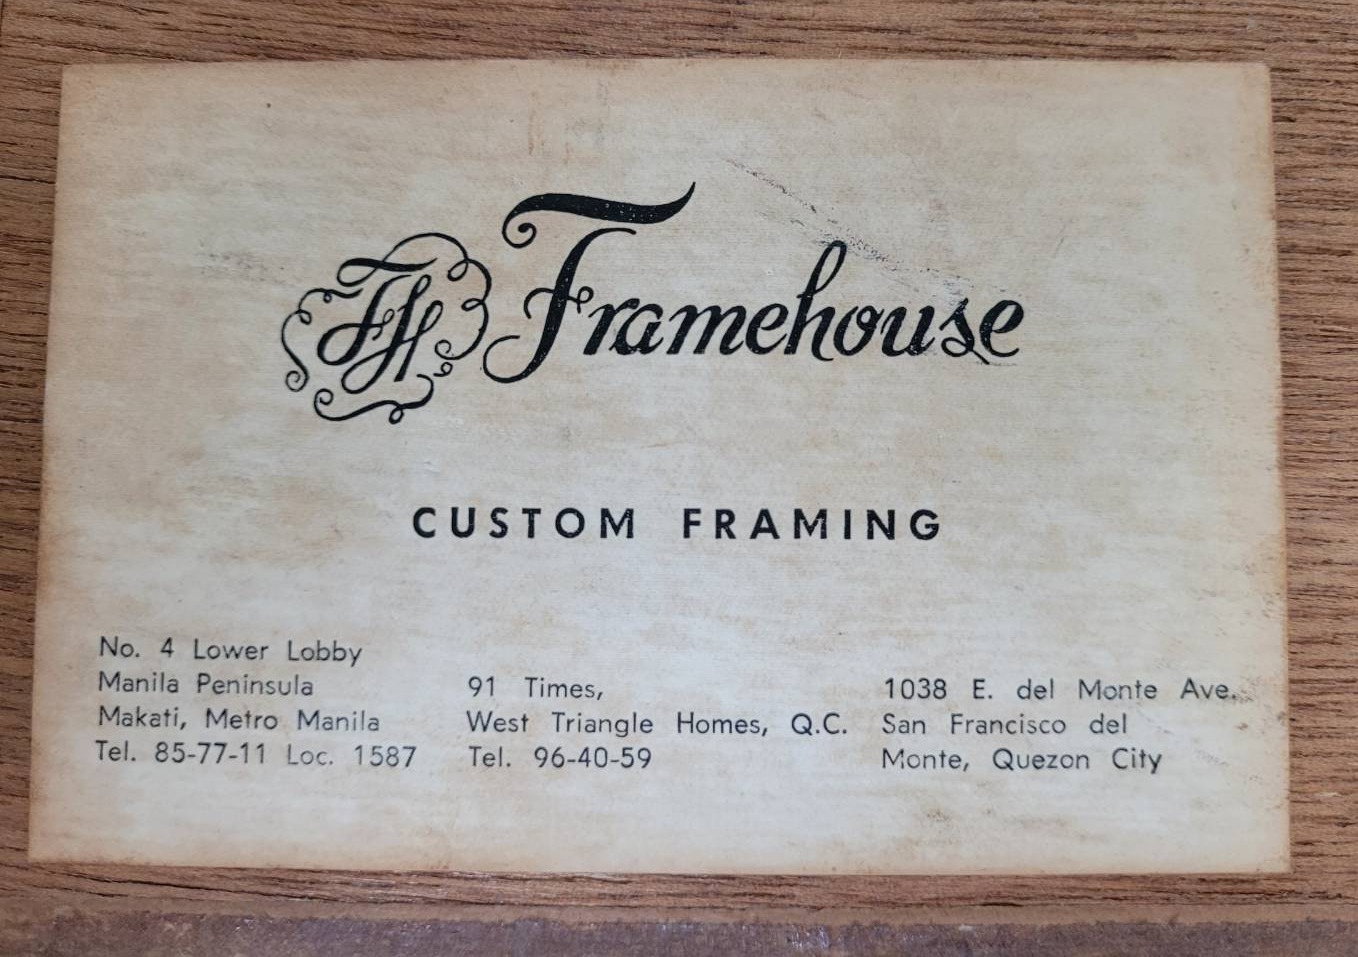 FH Framehouse
CUSTOM FRAMING
No. 4 Lower Lobby
Manila Peninsula
Makati, Metro Manila
Tel. 85-77-11 Loc. 1587
91 Times,
West Triangle Homes, Q.C.
Tel. 96-40-59
1038 E. del Monte Ave.
San Francisco del
Monte, Quezon City